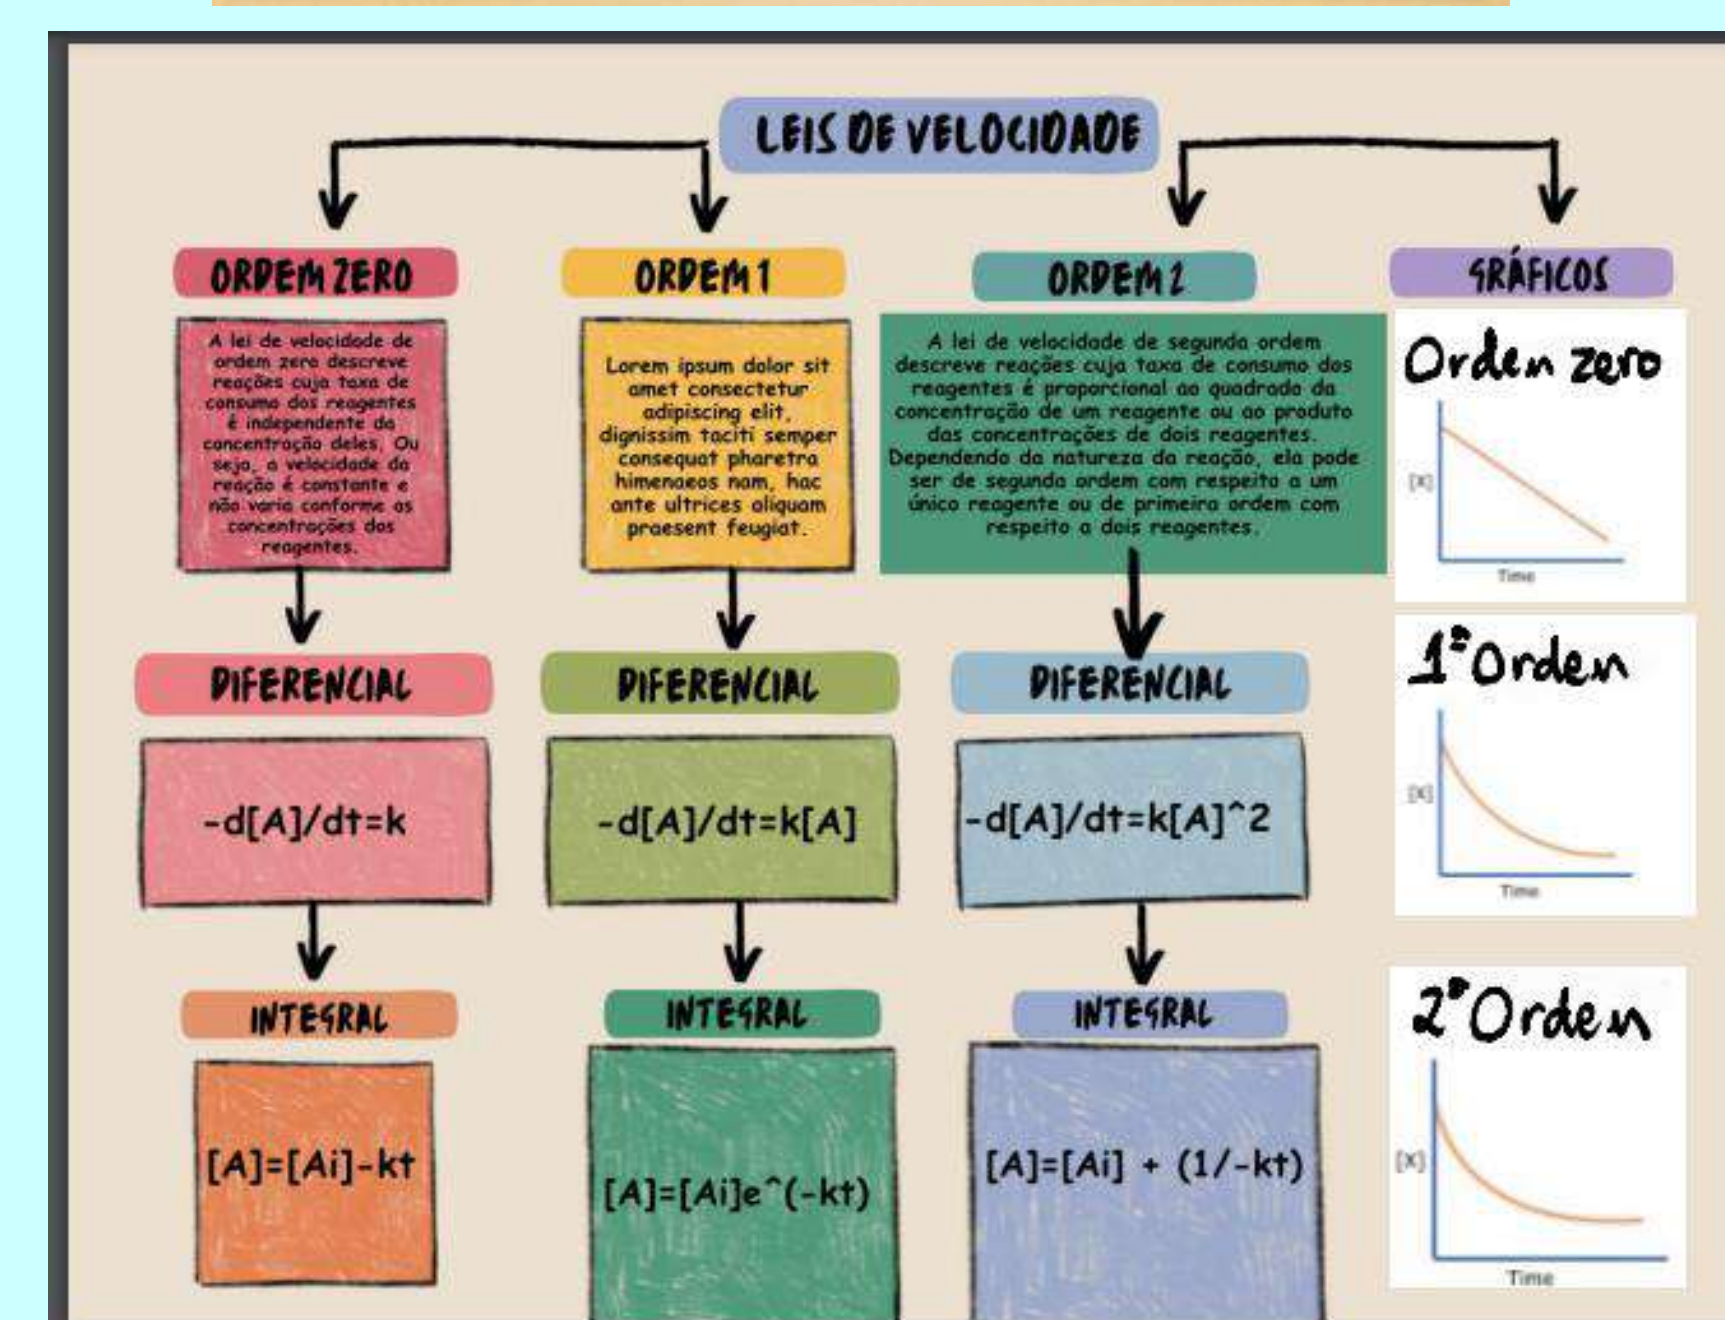 LEIS DE VELOCIDADE
ORDEM ZERO
A lei de velocidade de
ordem zero descreve
reações cuja taxa de
consumo dos reagentes
é independente da
concentração deles. Ou
seja, a velocidade da
reação é constante e
não varia conforme as
concentrações dos
reagentes.
DIFERENCIAL
-d[A]/dt=k
INTEGRAL
[A]=[Ai]-kt
ORDEM 1
Lorem ipsum dolor sit
amet consectetur
adipiscing elit,
dignissim taciti semper
consequat pharetra
himenaeos nam, hac
ante ultrices aliquam
praesent feugiat.
DIFERENCIAL
-d[A]/dt=k[A]
INTEGRAL
[A]=[Ai]e^(-kt)
ORDEM 2
A lei de velocidade de segunda ordem
descreve reações cuja taxa de consumo dos
reagentes é proporcional ao quadrado da
concentração de um reagente ou ao produto
das concentrações de dois reagentes.
Dependendo da natureza da reação, ela pode
ser de segunda ordem com respeito a um
único reagente ou de primeira ordem com
respeito a dois reagentes.
DIFERENCIAL
-d[A]/dt=k[A]^2
INTEGRAL
[A]=[Ai] + (1/-kt)
GRÁFICOS
Orden zero
[X]
Time
1ª Orden
[X]
Time
2ª Orden
[X]
Time